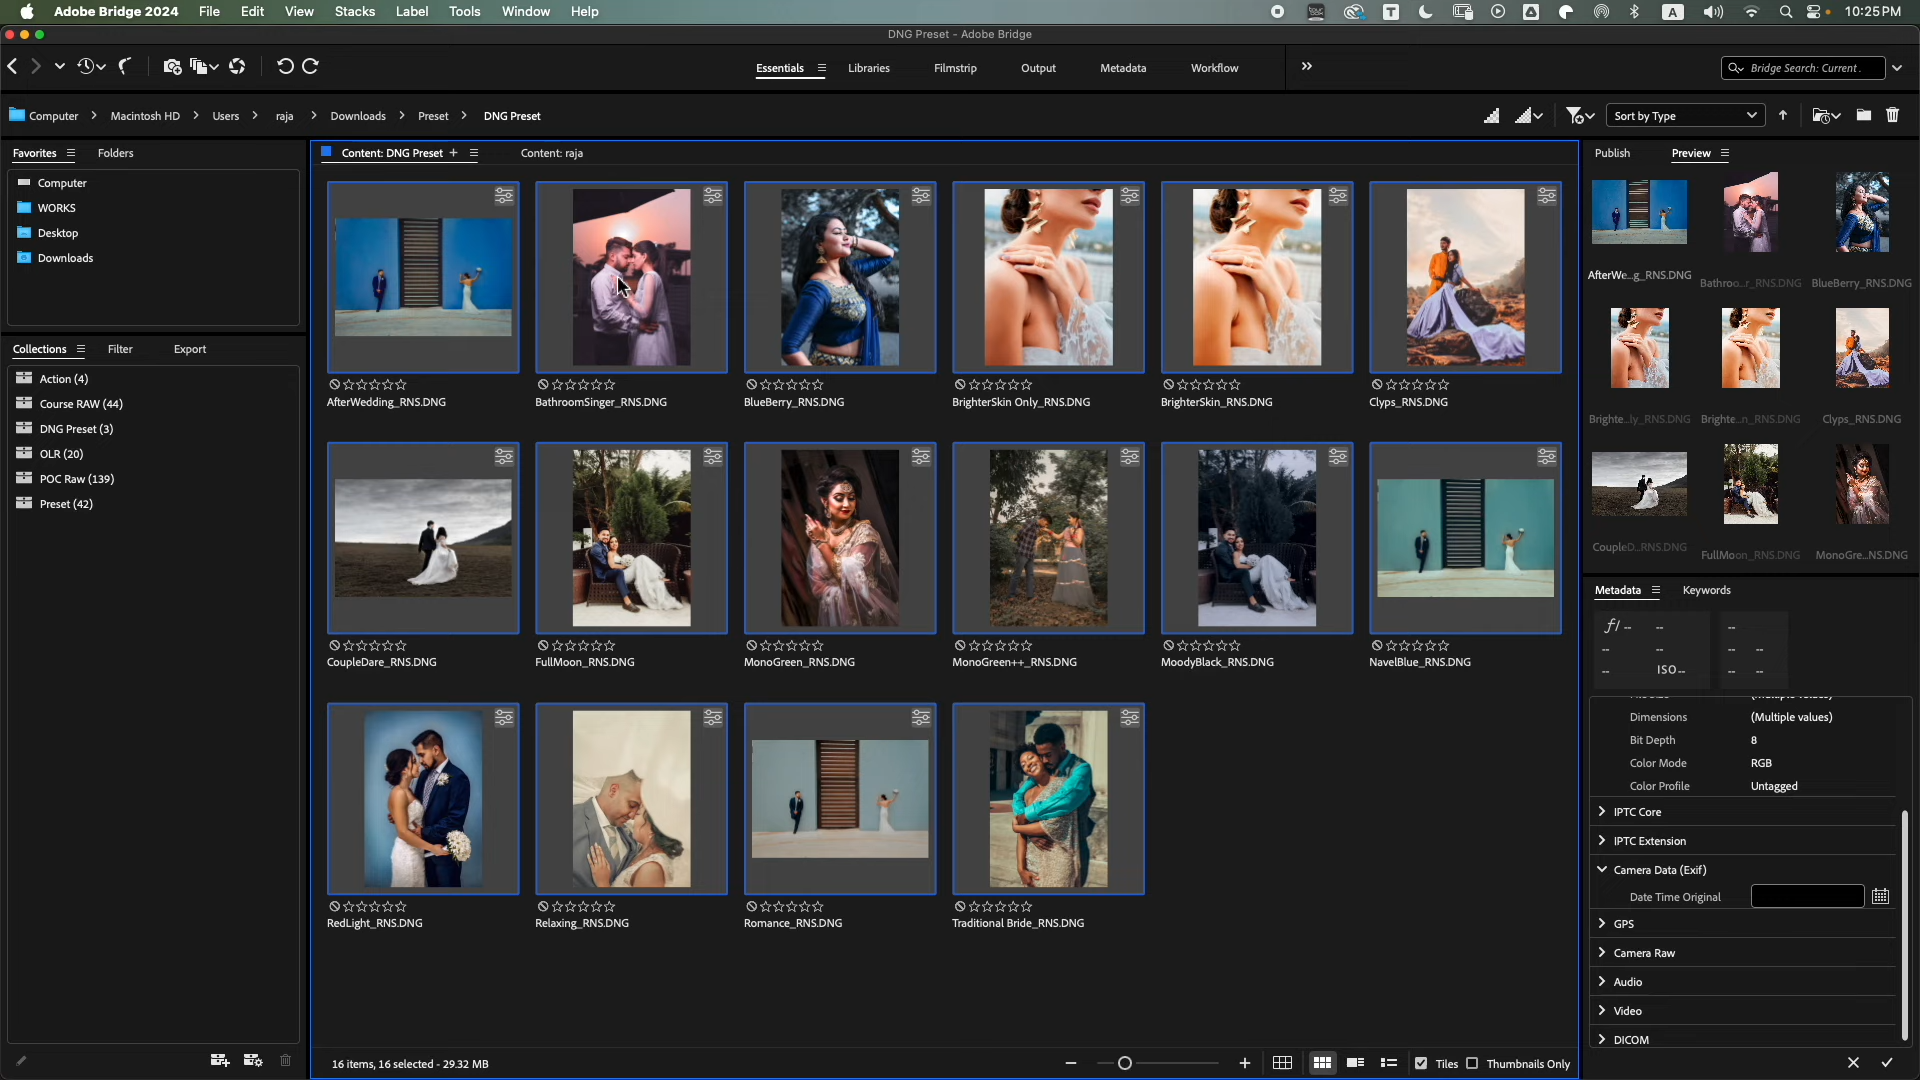 Adobe Bridge 2024 File Edit View Stacks Label Tools Window Help A 10:25 PM
DNG Preset - Adobe Bridge
Essentials Libraries Filmstrip Output Metadata Workflow Bridge Search: Current .
Computer Macintosh HD Users raja Downloads Preset DNG Preset Sort by Type
Favorites Folders
Computer
WORKS
Desktop
Downloads
Collections Filter Export
Action (4)
Course RAW (44)
DNG Preset (3)
OLR (20)
POC Raw (139)
Preset (42)
Content: DNG Preset + Content: raja
AfterWedding_RNS.DNG BathroomSinger_RNS.DNG BlueBerry_RNS.DNG BrighterSkin Only_RNS.DNG BrighterSkin_RNS.DNG Clyps_RNS.DNG
CoupleDare_RNS.DNG FullMoon_RNS.DNG MonoGreen_RNS.DNG MonoGreen++_RNS.DNG MoodyBlack_RNS.DNG NavelBlue_RNS.DNG
RedLight_RNS.DNG Relaxing_RNS.DNG Romance_RNS.DNG Traditional Bride_RNS.DNG
16 items, 16 selected - 29.32 MB Tiles Thumbnails Only
Publish Preview
AfterWe...g_RNS.DNG Bathroo...r_RNS.DNG BlueBerry_RNS.DNG
Brighte...ly_RNS.DNG Brighte...n_RNS.DNG Clyps_RNS.DNG
CoupleD...RNS.DNG FullMoon_RNS.DNG MonoGre...NS.DNG
Metadata Keywords
ƒ/ -- -- --
-- -- -- --
-- ISO-- -- --
Dimensions (Multiple values)
Bit Depth 8
Color Mode RGB
Color Profile Untagged
IPTC Core
IPTC Extension
Camera Data (Exif)
Date Time Original
GPS
Camera Raw
Audio
Video
DICOM